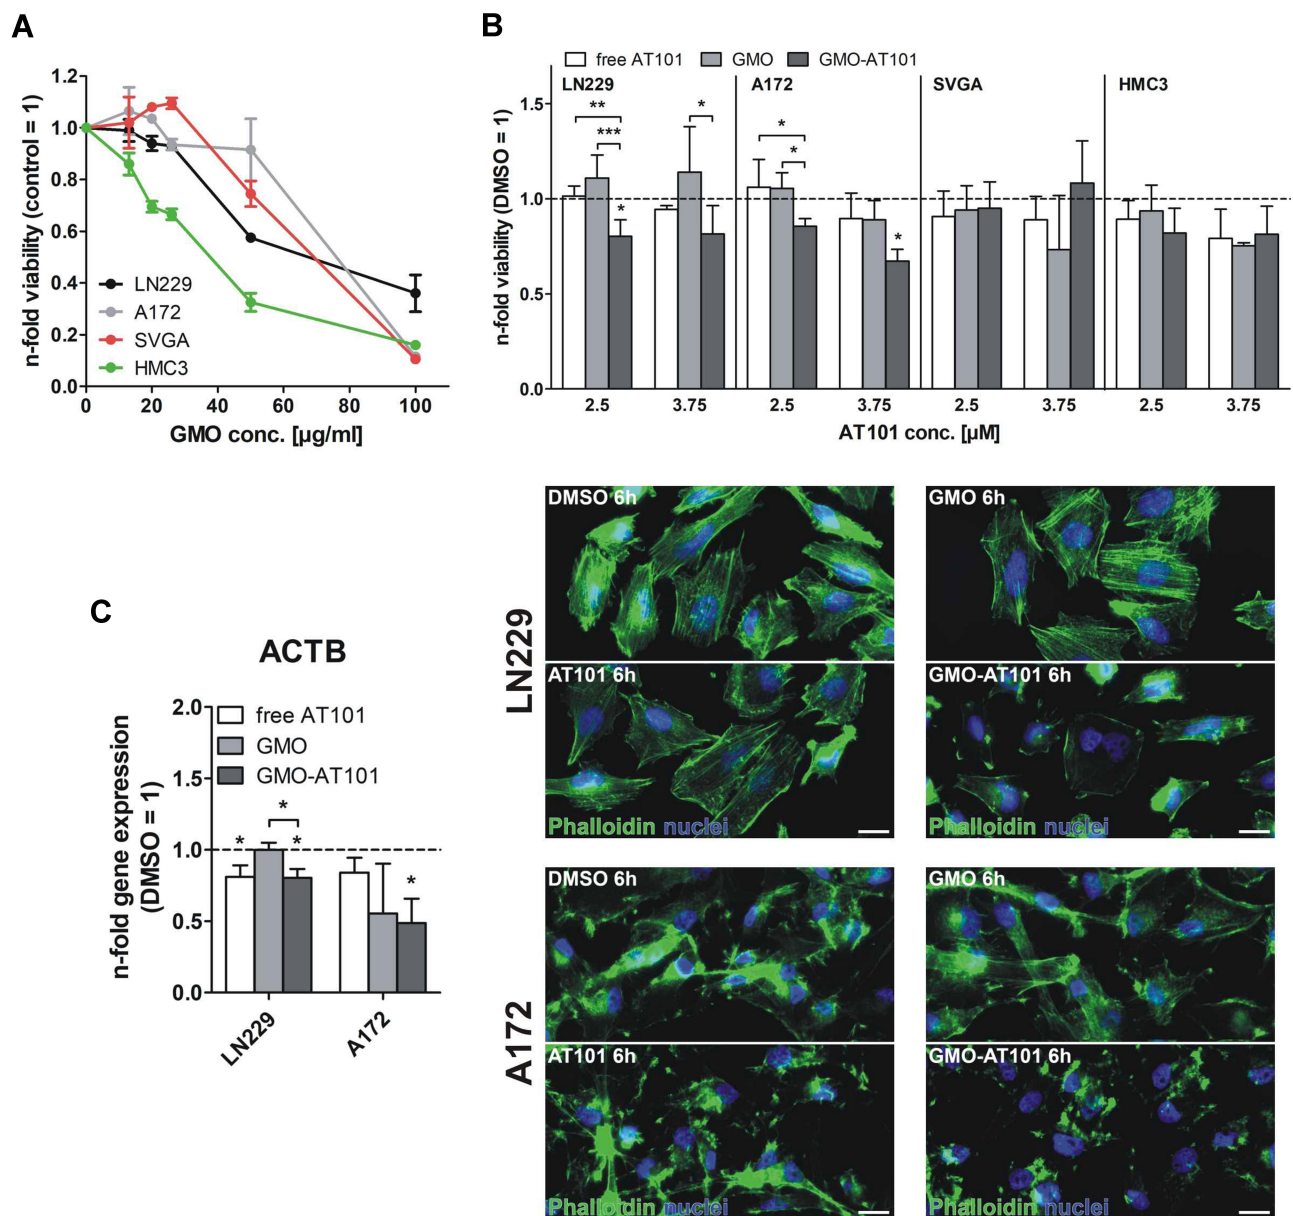 A
1.2
1.0
0.8
0.6
0.4
0.2
0.0
n-fold viability (control = 1)
LN229
A172
SVGA
HMC3
0 20 40 60 80 100
GMO conc. [µg/ml]
B
free AT101 GMO GMO-AT101
LN229 A172 SVGA HMC3
1.5
1.0
0.5
0.0
n-fold viability (DMSO = 1)
** *** * *
* * *
*
2.5 3.75 2.5 3.75 2.5 3.75 2.5 3.75
AT101 conc. [µM]
C
ACTB
2.0
1.5
1.0
0.5
0.0
n-fold gene expression
(DMSO = 1)
free AT101
GMO
GMO-AT101
*
* * *
LN229 A172
LN229
DMSO 6h
GMO 6h
AT101 6h
Phalloidin nuclei
GMO-AT101 6h
Phalloidin nuclei
A172
DMSO 6h
GMO 6h
AT101 6h
Phalloidin nuclei
GMO-AT101 6h
Phalloidin nuclei